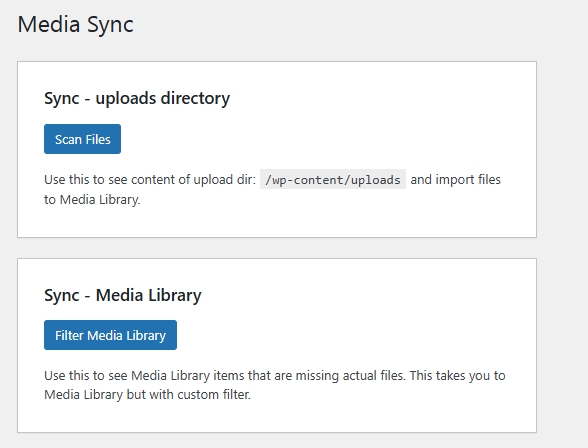 Media Sync
Sync - uploads directory
Scan Files
Use this to see content of upload dir: /wp-content/uploads and import files
to Media Library.
Sync - Media Library
Filter Media Library
Use this to see Media Library items that are missing actual files. This takes you to
Media Library but with custom filter.